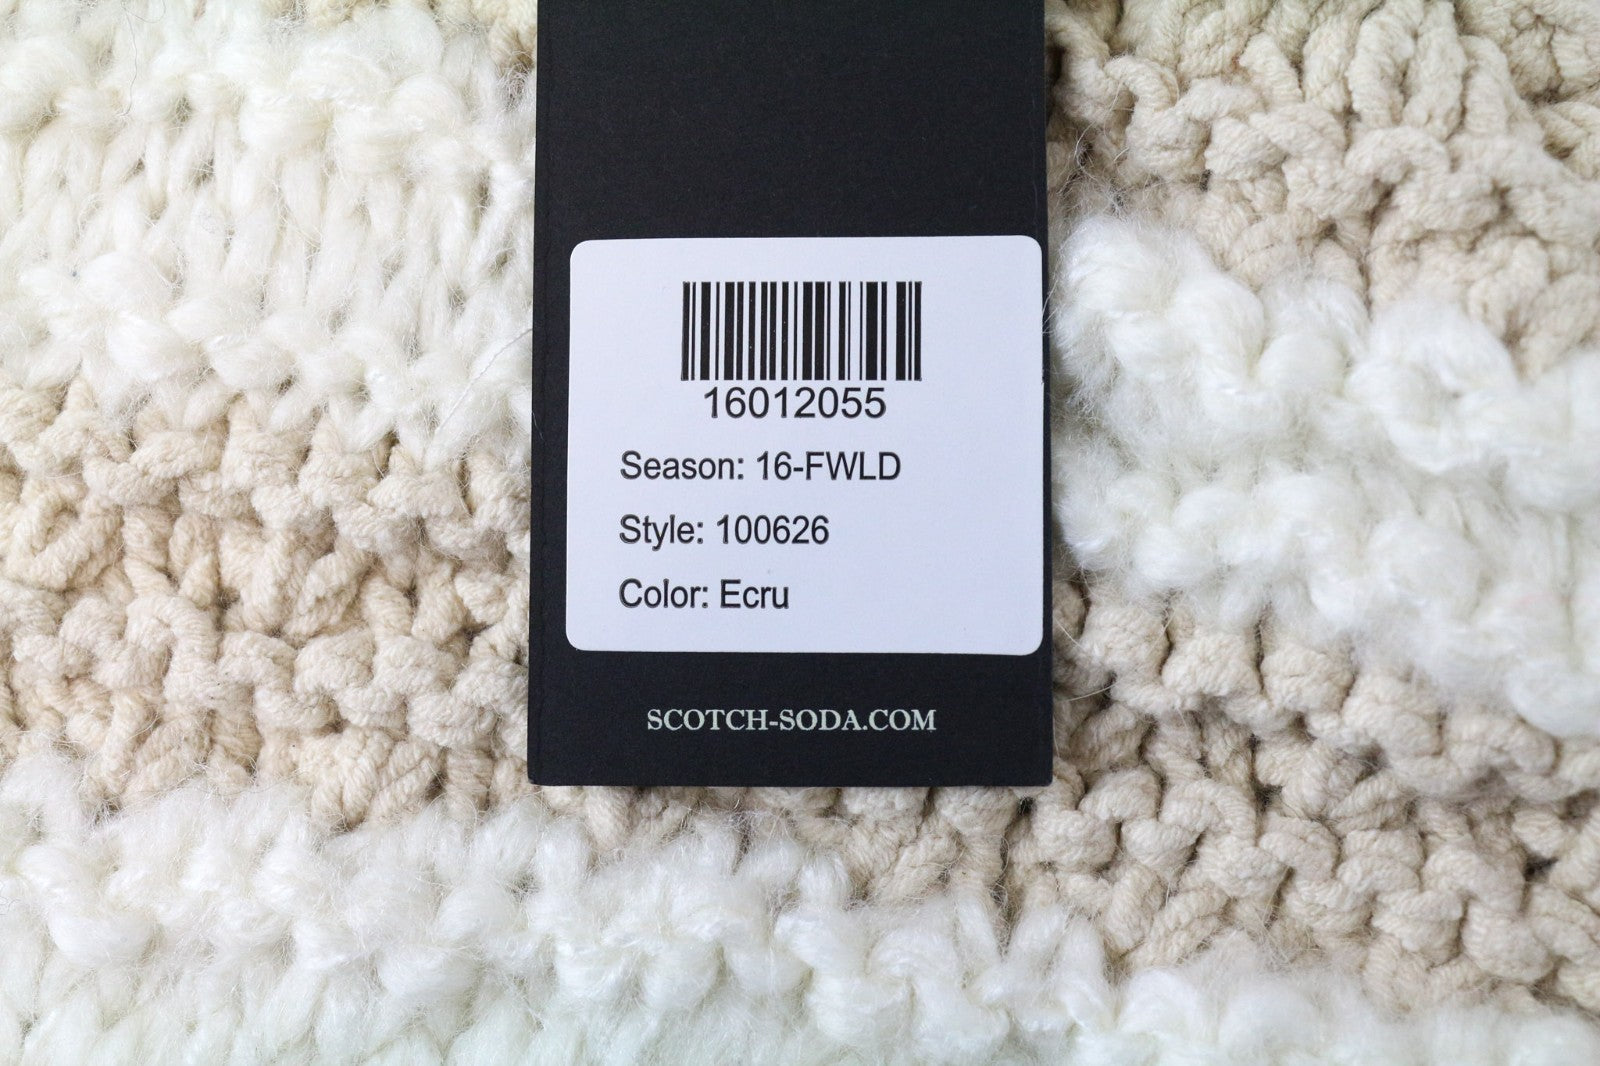 16012055
Season: 16-FWLD
Style: 100626
Color: Ecru
SCOTCH-SODA.COM